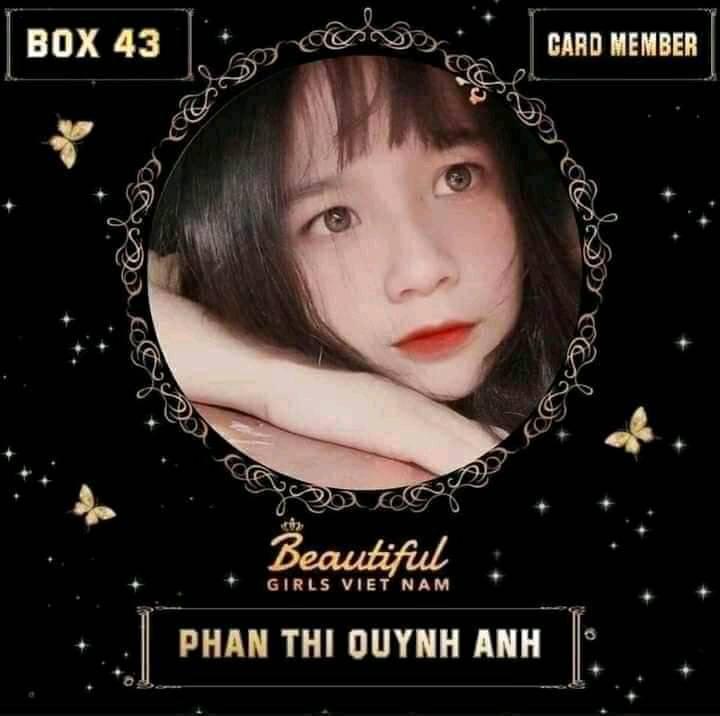 BOX 43
CARD MEMBER
Beautiful
GIRLS VIET NAM
PHAN THI QUYNH ANH